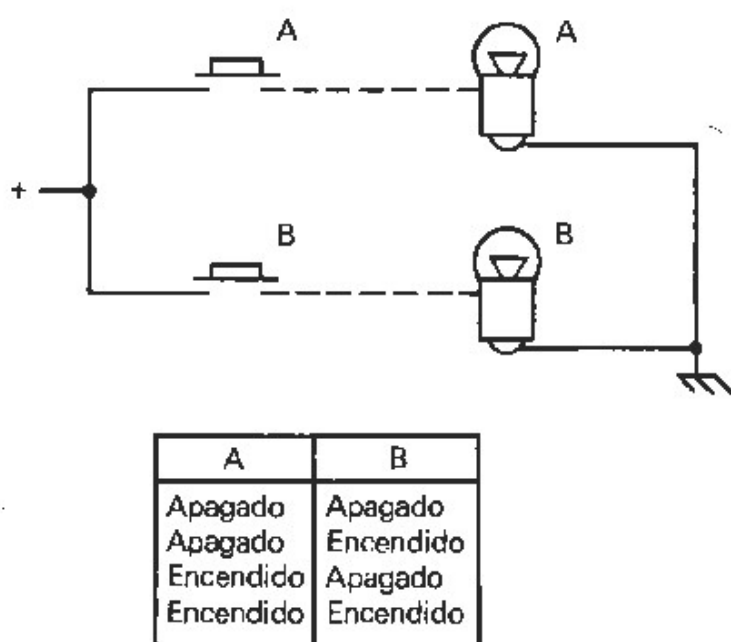 A A
+
B B
A B
Apagado Apagado
Apagado Encendido
Encendido Apagado
Encendido Encendido